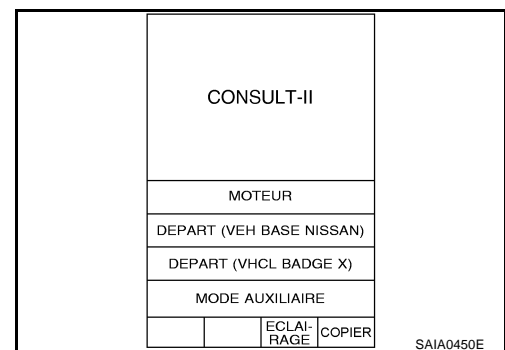 CONSULT-II
MOTEUR
DEPART (VEH BASE NISSAN)
DEPART (VHCL BADGE X)
MODE AUXILIAIRE
ECLAI-
RAGE
COPIER
SAIA0450E